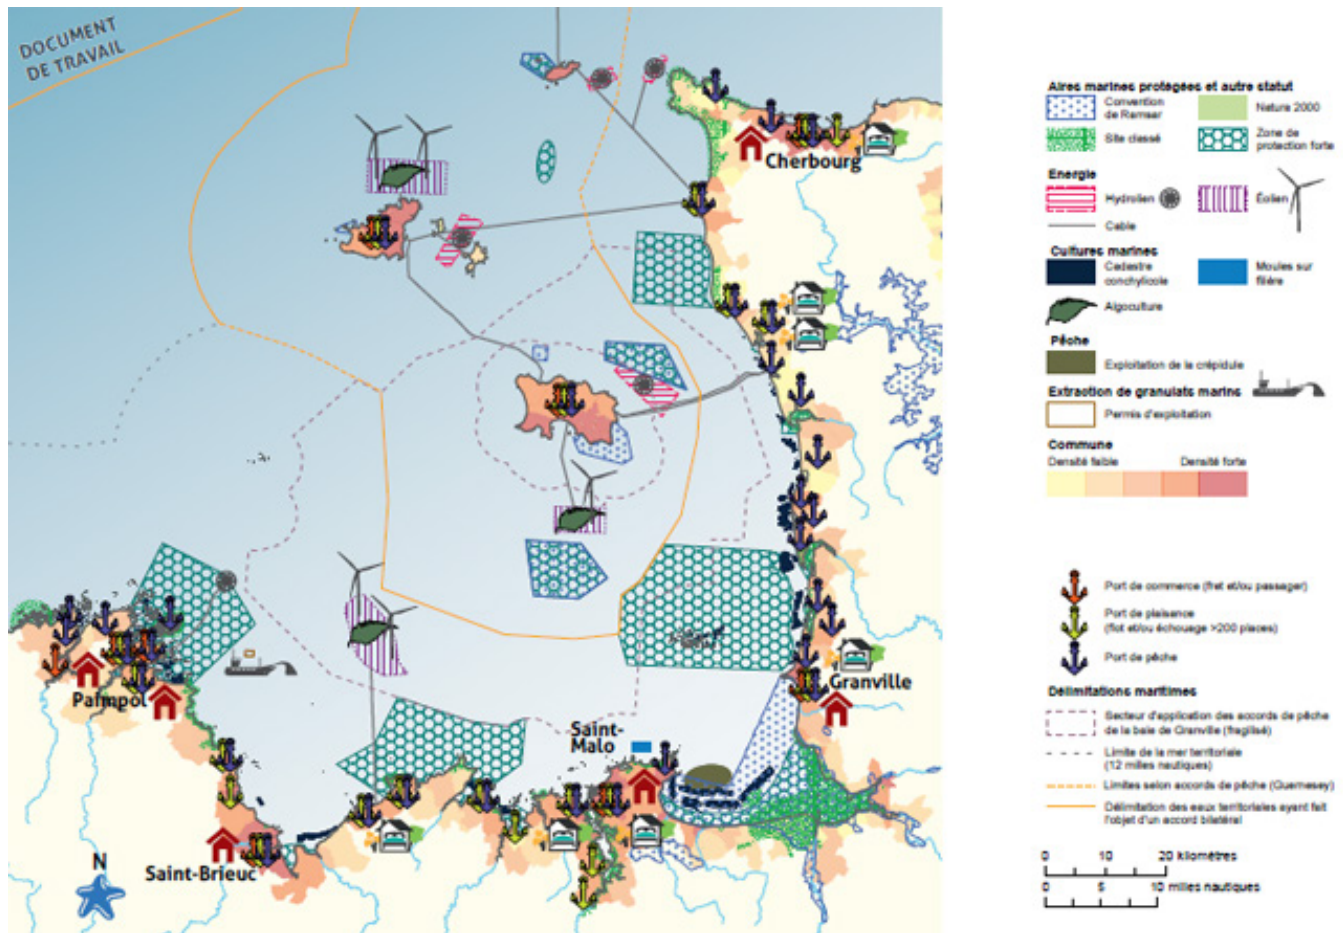 DOCUMENT
DE TRAVAIL
Cherbourg
Granville
Saint-
Malo
Paimpol
Saint-Brieuc
N
Aires marines protégées et autre statut
Convention
de Ramsar
Nature 2000
Site classé
Zone de
protection forte
Energie
Hydrolien
Éolien
Cable
Cultures marines
Cadastre
conchylicole
Moules sur
filière
Algoculture
Pêche
Exploitation de la crépidule
Extraction de granulats marins
Permis d'exploitation
Commune
Densité faible
Densité forte
Port de commerce (fret et/ou passager)
Port de plaisance
(flot et/ou échouage >200 places)
Port de pêche
Délimitations maritimes
Secteur d'application des accords de pêche
de la baie de Granville (fragilisé)
Limite de la mer territoriale
(12 miles nautiques)
Limites selon accords de pêche (Guernesey)
Délimitation des eaux territoriales ayant fait
l'objet d'un accord bilatéral
0 10 20 kilomètres
0 5 10 miles nautiques